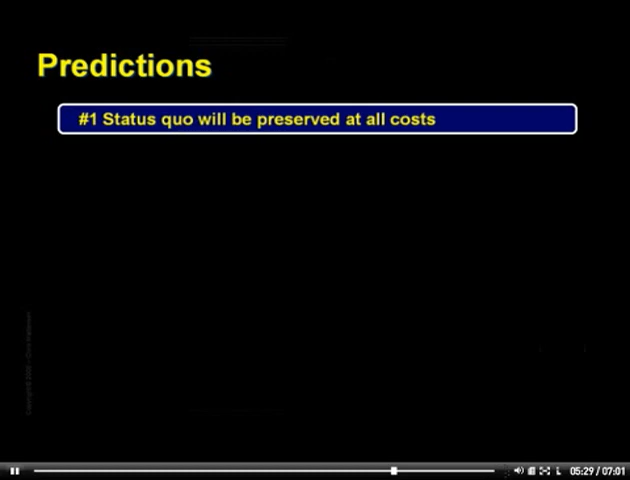 Predictions
#1 Status quo will be preserved at all costs
05:29 / 07:01